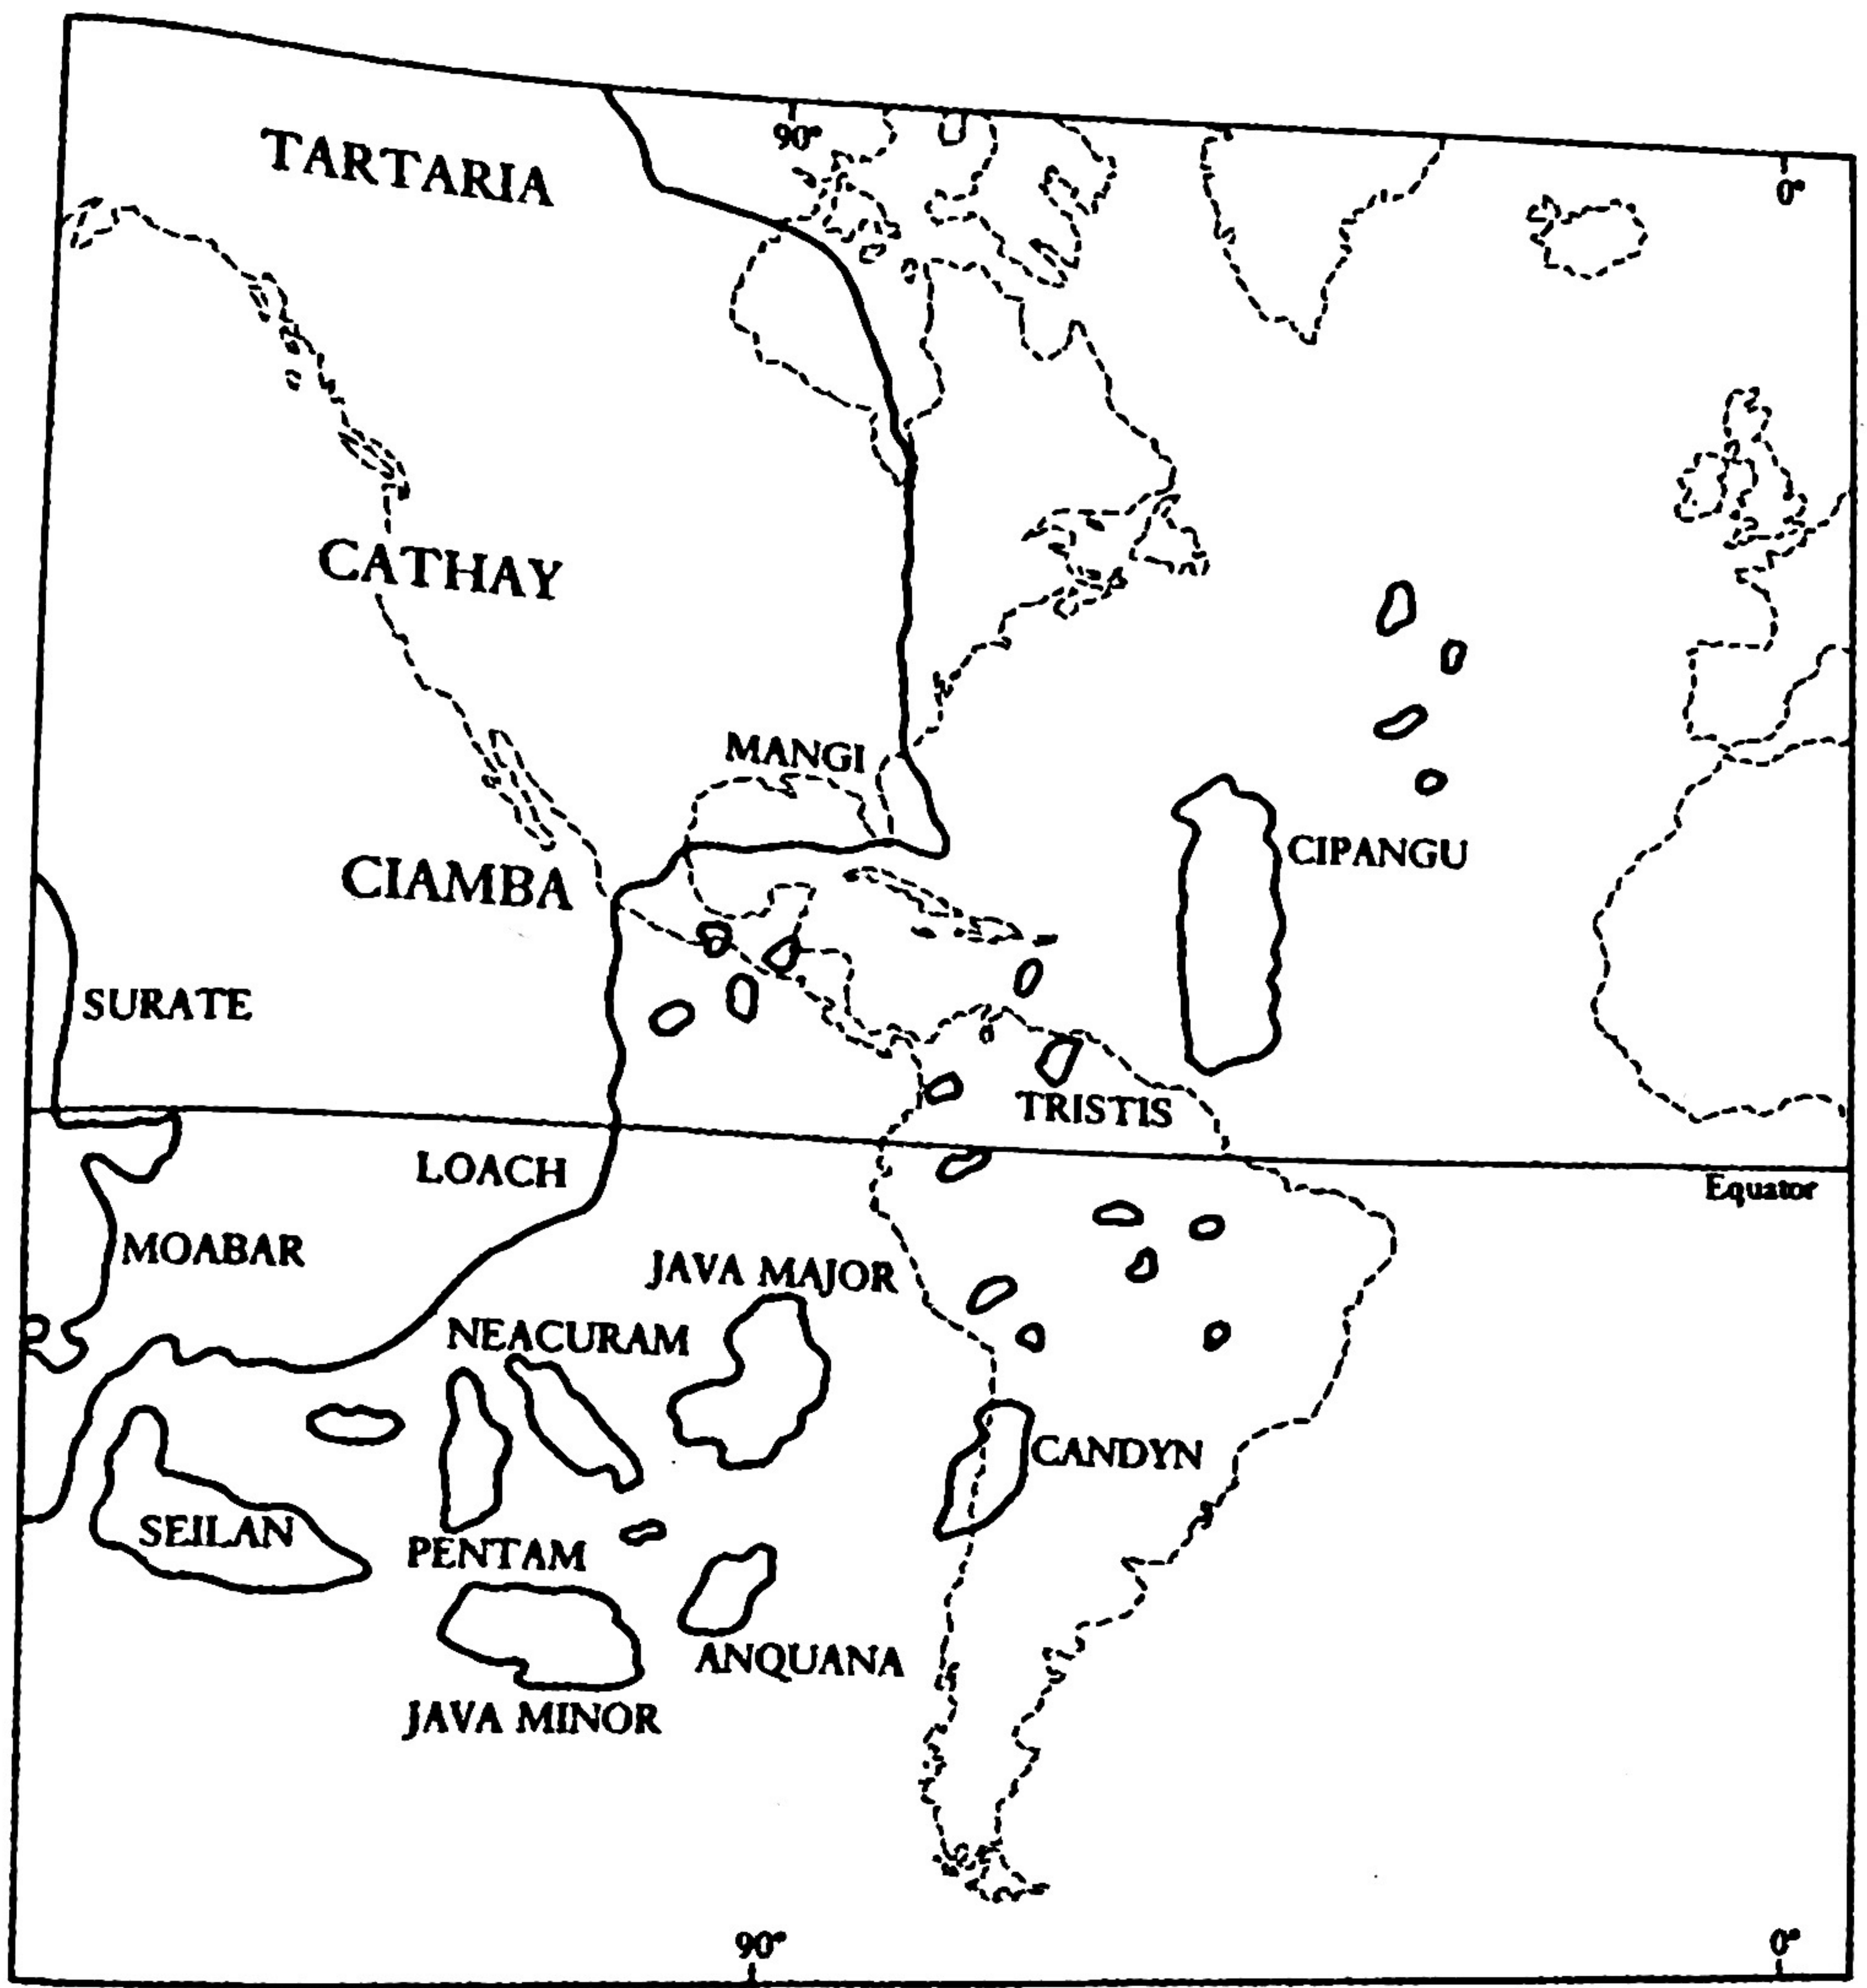 90°
0°
TARTARIA
CATHAY
MANGI
CIPANGU
CIAMBA
SURATE
TRISTIS
LOACH
Equator
MOABAR
JAVA MAJOR
NEACURAM
CANDYN
SEILAN
PENTAM
ANQUANA
JAVA MINOR
90°
0°